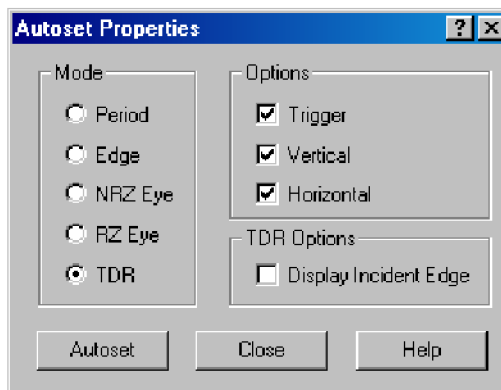 Autoset Properties
Mode
Period
Edge
NRZ Eye
RZ Eye
TDR
Options
Trigger
Vertical
Horizontal
TDR Options
Display Incident Edge
Autoset
Close
Help